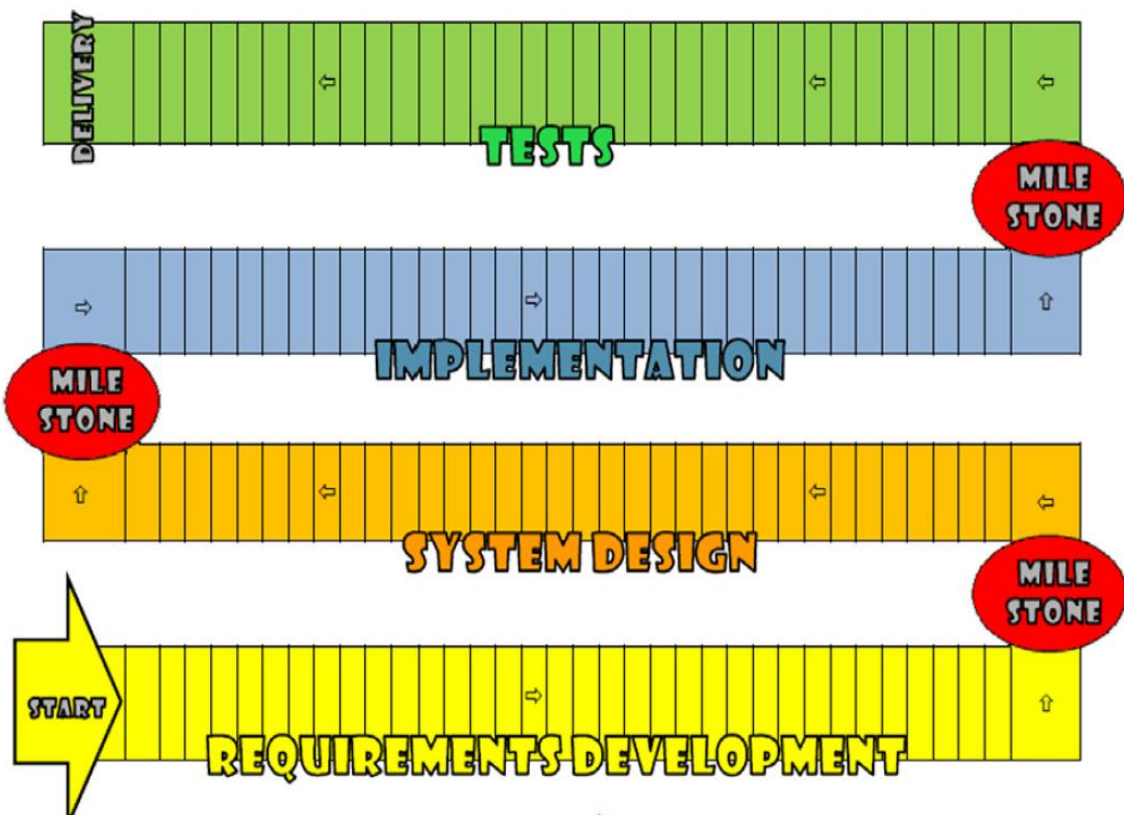 DELIVERY
TESTS
MILE
STONE
IMPLEMENTATION
MILE
STONE
SYSTEM DESIGN
MILE
STONE
START
REQUIREMENTS DEVELOPMENT